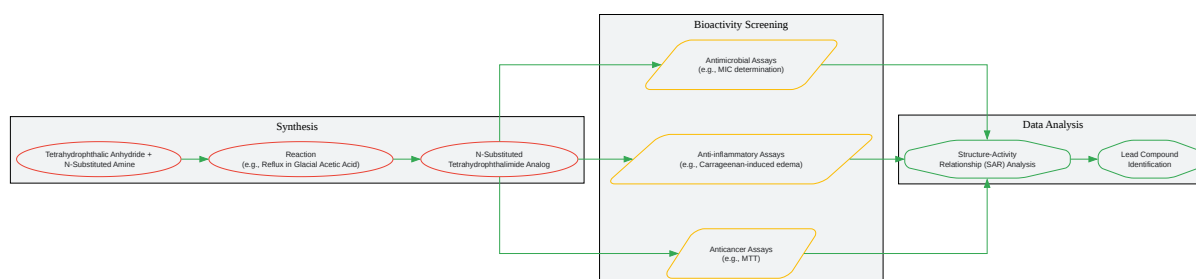 Synthesis
Tetrahydrophthalic Anhydride +
N-Substituted Amine
Reaction
(e.g., Reflux in Glacial Acetic Acid)
N-Substituted
Tetrahydrophthalimide Analog
Bioactivity Screening
Antimicrobial Assays
(e.g., MIC determination)
Anti-inflammatory Assays
(e.g., Carrageenan-induced edema)
Anticancer Assays
(e.g., MTT)
Data Analysis
Structure-Activity
Relationship (SAR) Analysis
Lead Compound
Identification